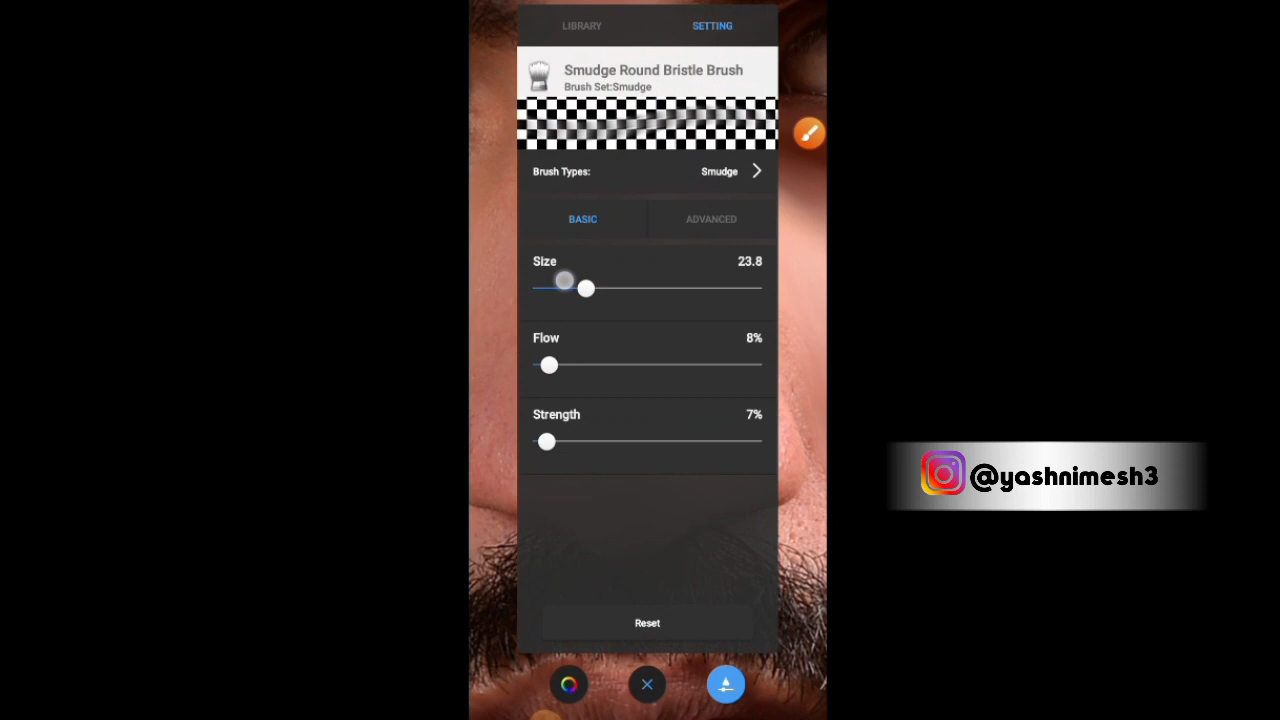 LIBRARY SETTING
Smudge Round Bristle Brush
Brush Set:Smudge
Brush Types: Smudge
BASIC ADVANCED
Size 23.8
Flow 8%
Strength 7%
@yashnimesh3
Reset